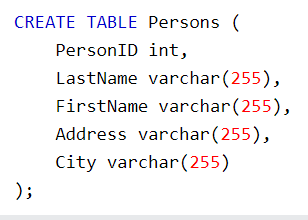 CREATE TABLE Persons (
    PersonID int,
    LastName varchar(255),
    FirstName varchar(255),
    Address varchar(255),
    City varchar(255)
);